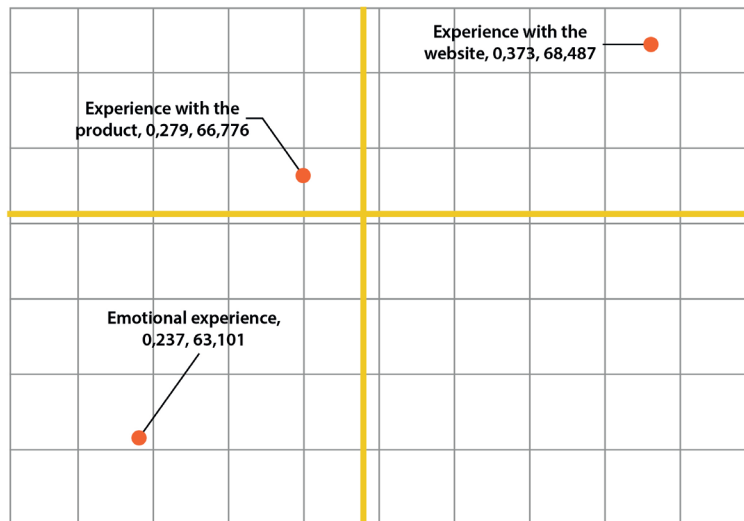 Experience with the
website, 0,373, 68,487
Experience with the
product, 0,279, 66,776
Emotional experience,
0,237, 63,101